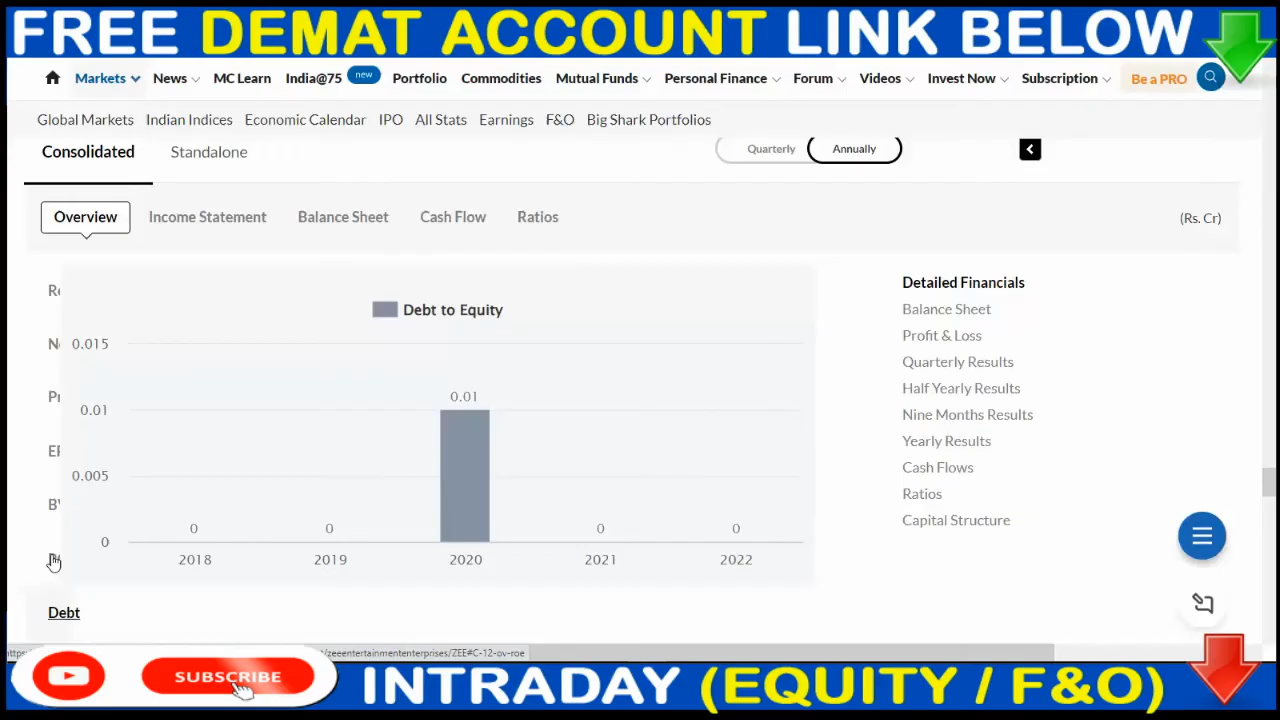 FREE DEMAT ACCOUNT LINK BELOW
Markets News MC Learn India@75 new Portfolio Commodities Mutual Funds Personal Finance Forum Videos Invest Now Subscription Be a PRO
Global Markets Indian Indices Economic Calendar IPO All Stats Earnings F&O Big Shark Portfolios
Consolidated Standalone Quarterly Annually
Overview Income Statement Balance Sheet Cash Flow Ratios (Rs. Cr)
Detailed Financials
Balance Sheet
Profit & Loss
Quarterly Results
Half Yearly Results
Nine Months Results
Yearly Results
Cash Flows
Ratios
Capital Structure
Debt to Equity
0.015
0.01
0.01
0.005
0 0 0 0
0
2018 2019 2020 2021 2022
Debt
/zeeentertainmententerprises/ZEE#C-12-ov-roe
SUBSCRIBE
INTRADAY (EQUITY / F&O)